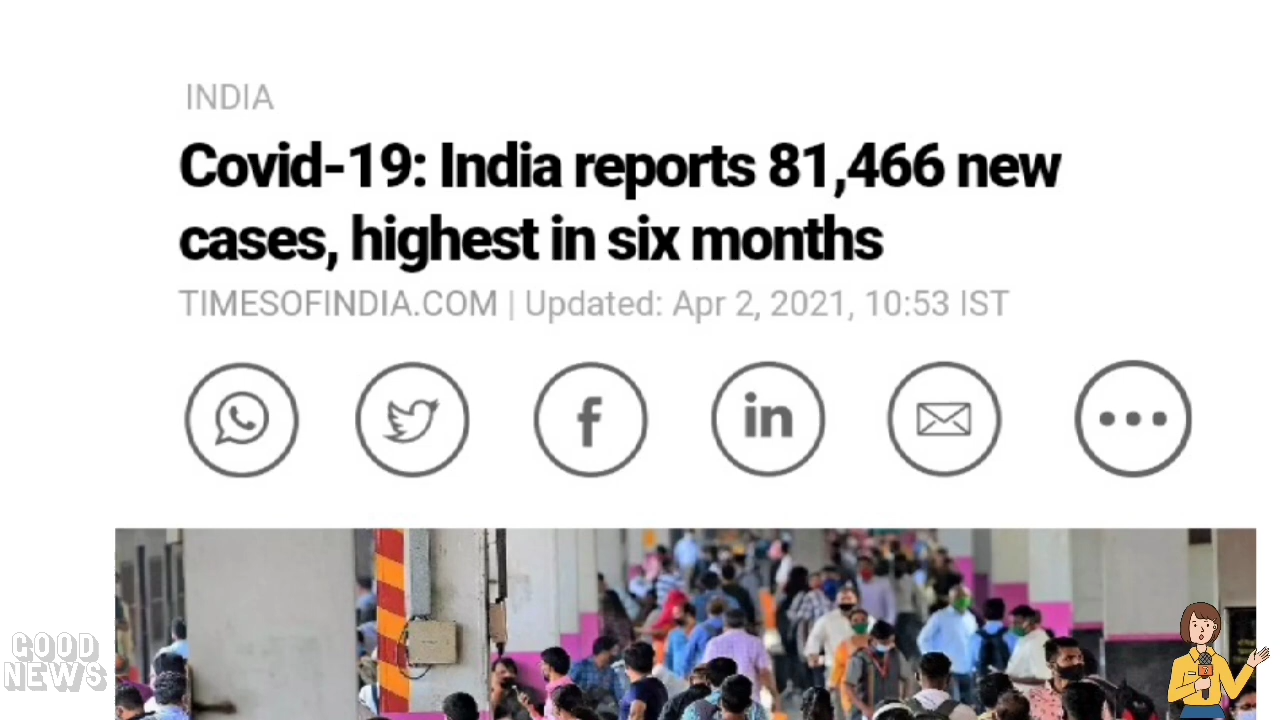 INDIA
Covid-19: India reports 81,466 new
cases, highest in six months
TIMESOFINDIA.COM | Updated: Apr 2, 2021, 10:53 IST
f
in
GOOD
NEWS